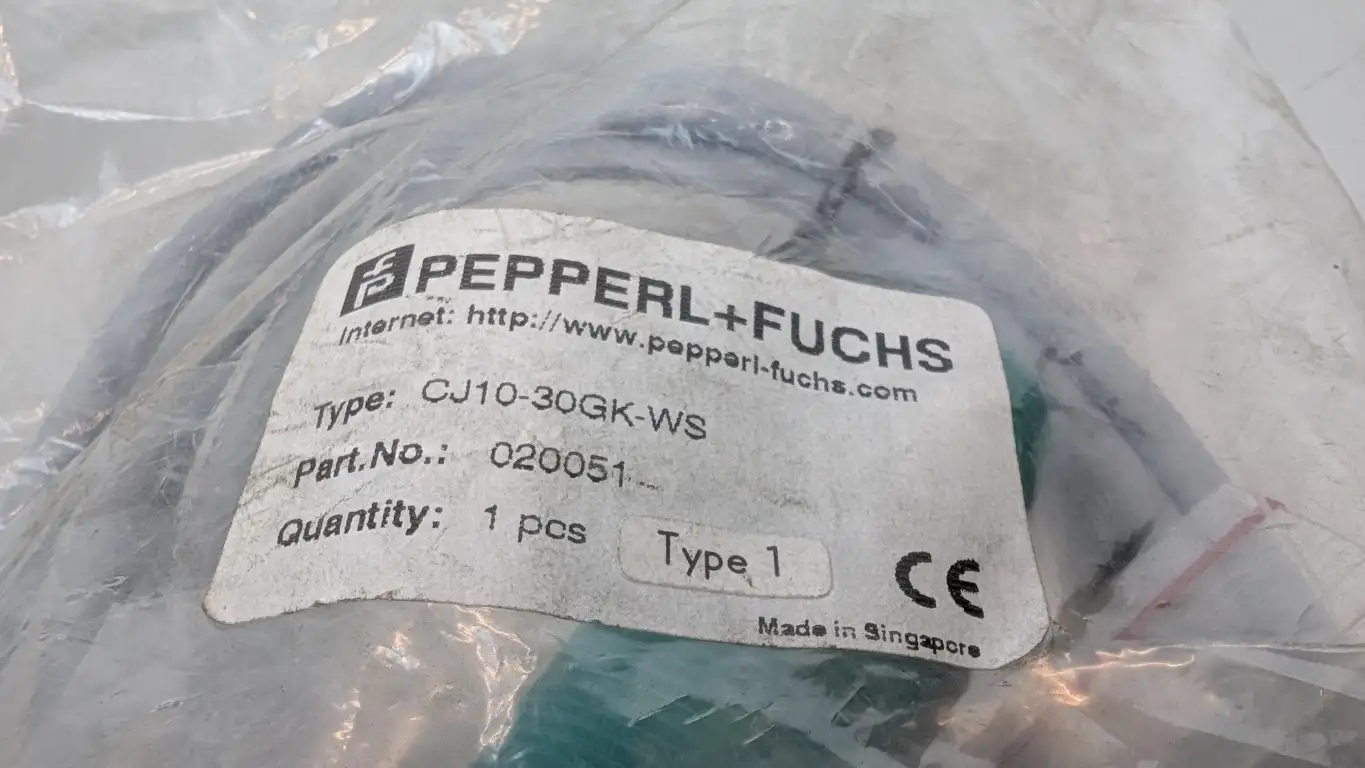 PEPPERL+FUCHS
Internet: http://www.pepperl-fuchs.com
Type: CJ10-30GK-WS
Part.No.: 020051
Quantity: 1 pcs
Type 1
CE
Made in Singapore